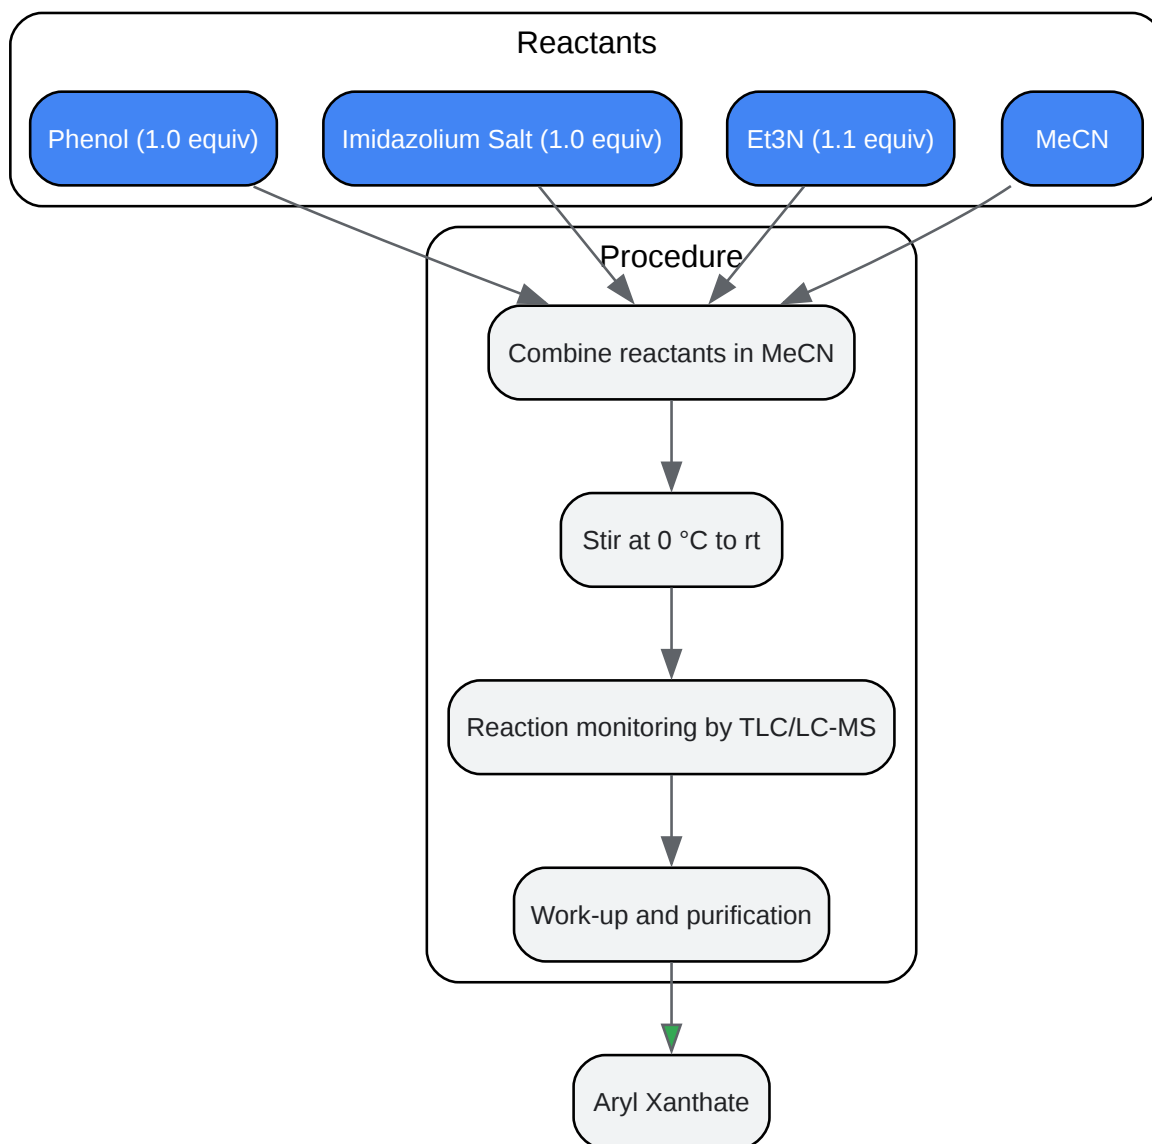 Reactants
Phenol (1.0 equiv)
Imidazolium Salt (1.0 equiv)
Et3N (1.1 equiv)
MeCN
Procedure
Combine reactants in MeCN
Stir at 0 °C to rt
Reaction monitoring by TLC/LC-MS
Work-up and purification
Aryl Xanthate